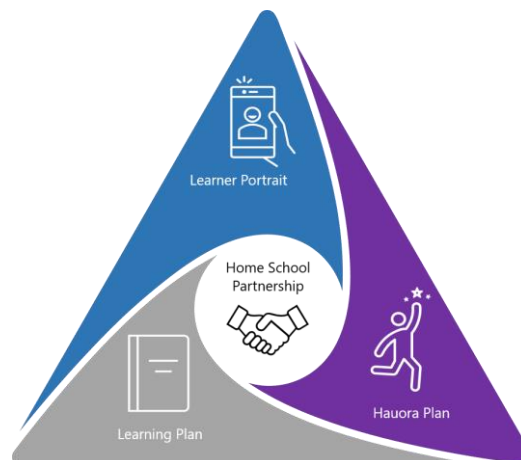 Learner Portrait
Home School
Partnership
Hauora Plan
Learning Plan